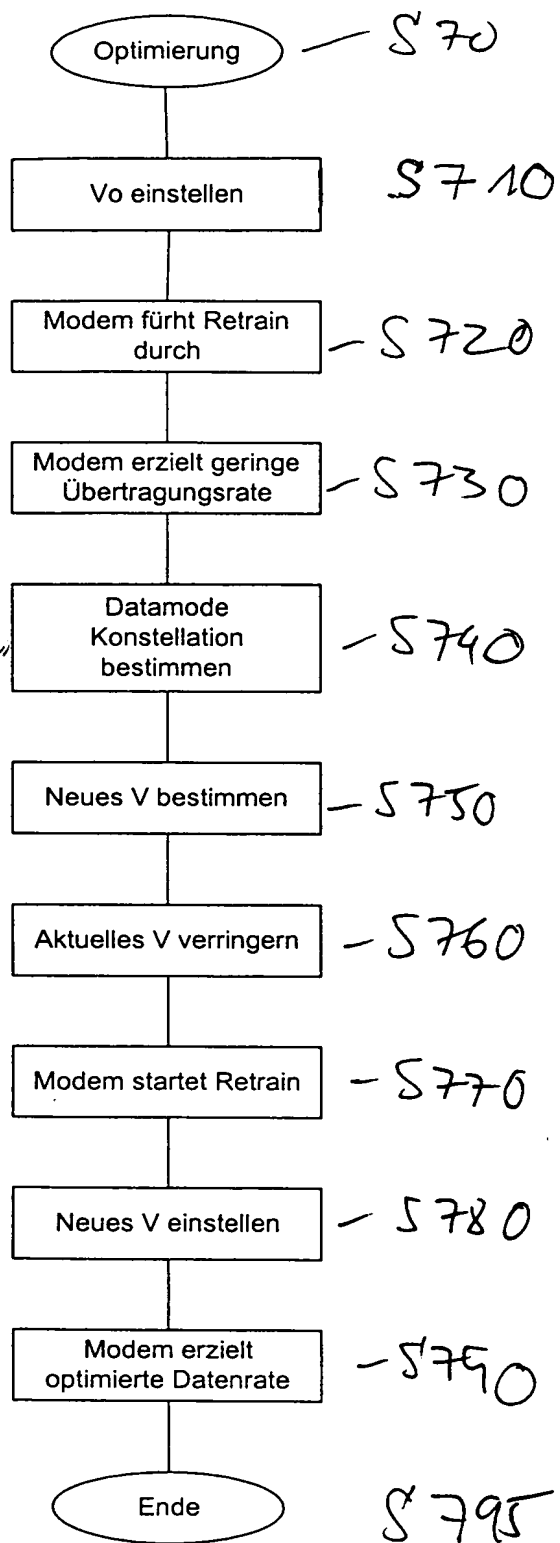 Optimierung S70
Vo einstellen S710
Modem fürht Retrain
durch S720
Modem erzielt geringe
Übertragungsrate S730
Datamode
Konstellation
bestimmen S740
Neues V bestimmen S750
Aktuelles V verringern S760
Modem startet Retrain S770
Neues V einstellen S780
Modem erzielt
optimierte Datenrate S790
Ende S795